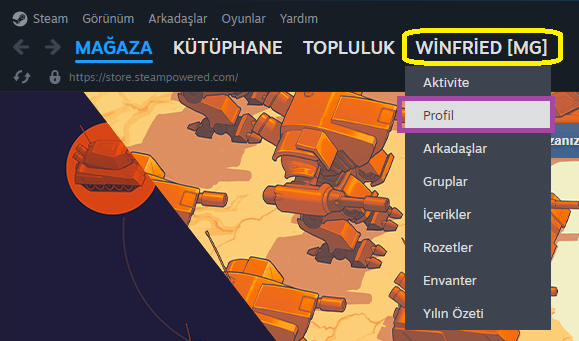 Steam Görünüm Arkadaşlar Oyunlar Yardım
MAĞAZA KÜTÜPHANE TOPLULUK WİNFRİED [MG]
https://store.steampowered.com/
Aktivite
Profil
Arkadaşlar
Gruplar
İçerikler
Rozetler
Envanter
Yılın Özeti